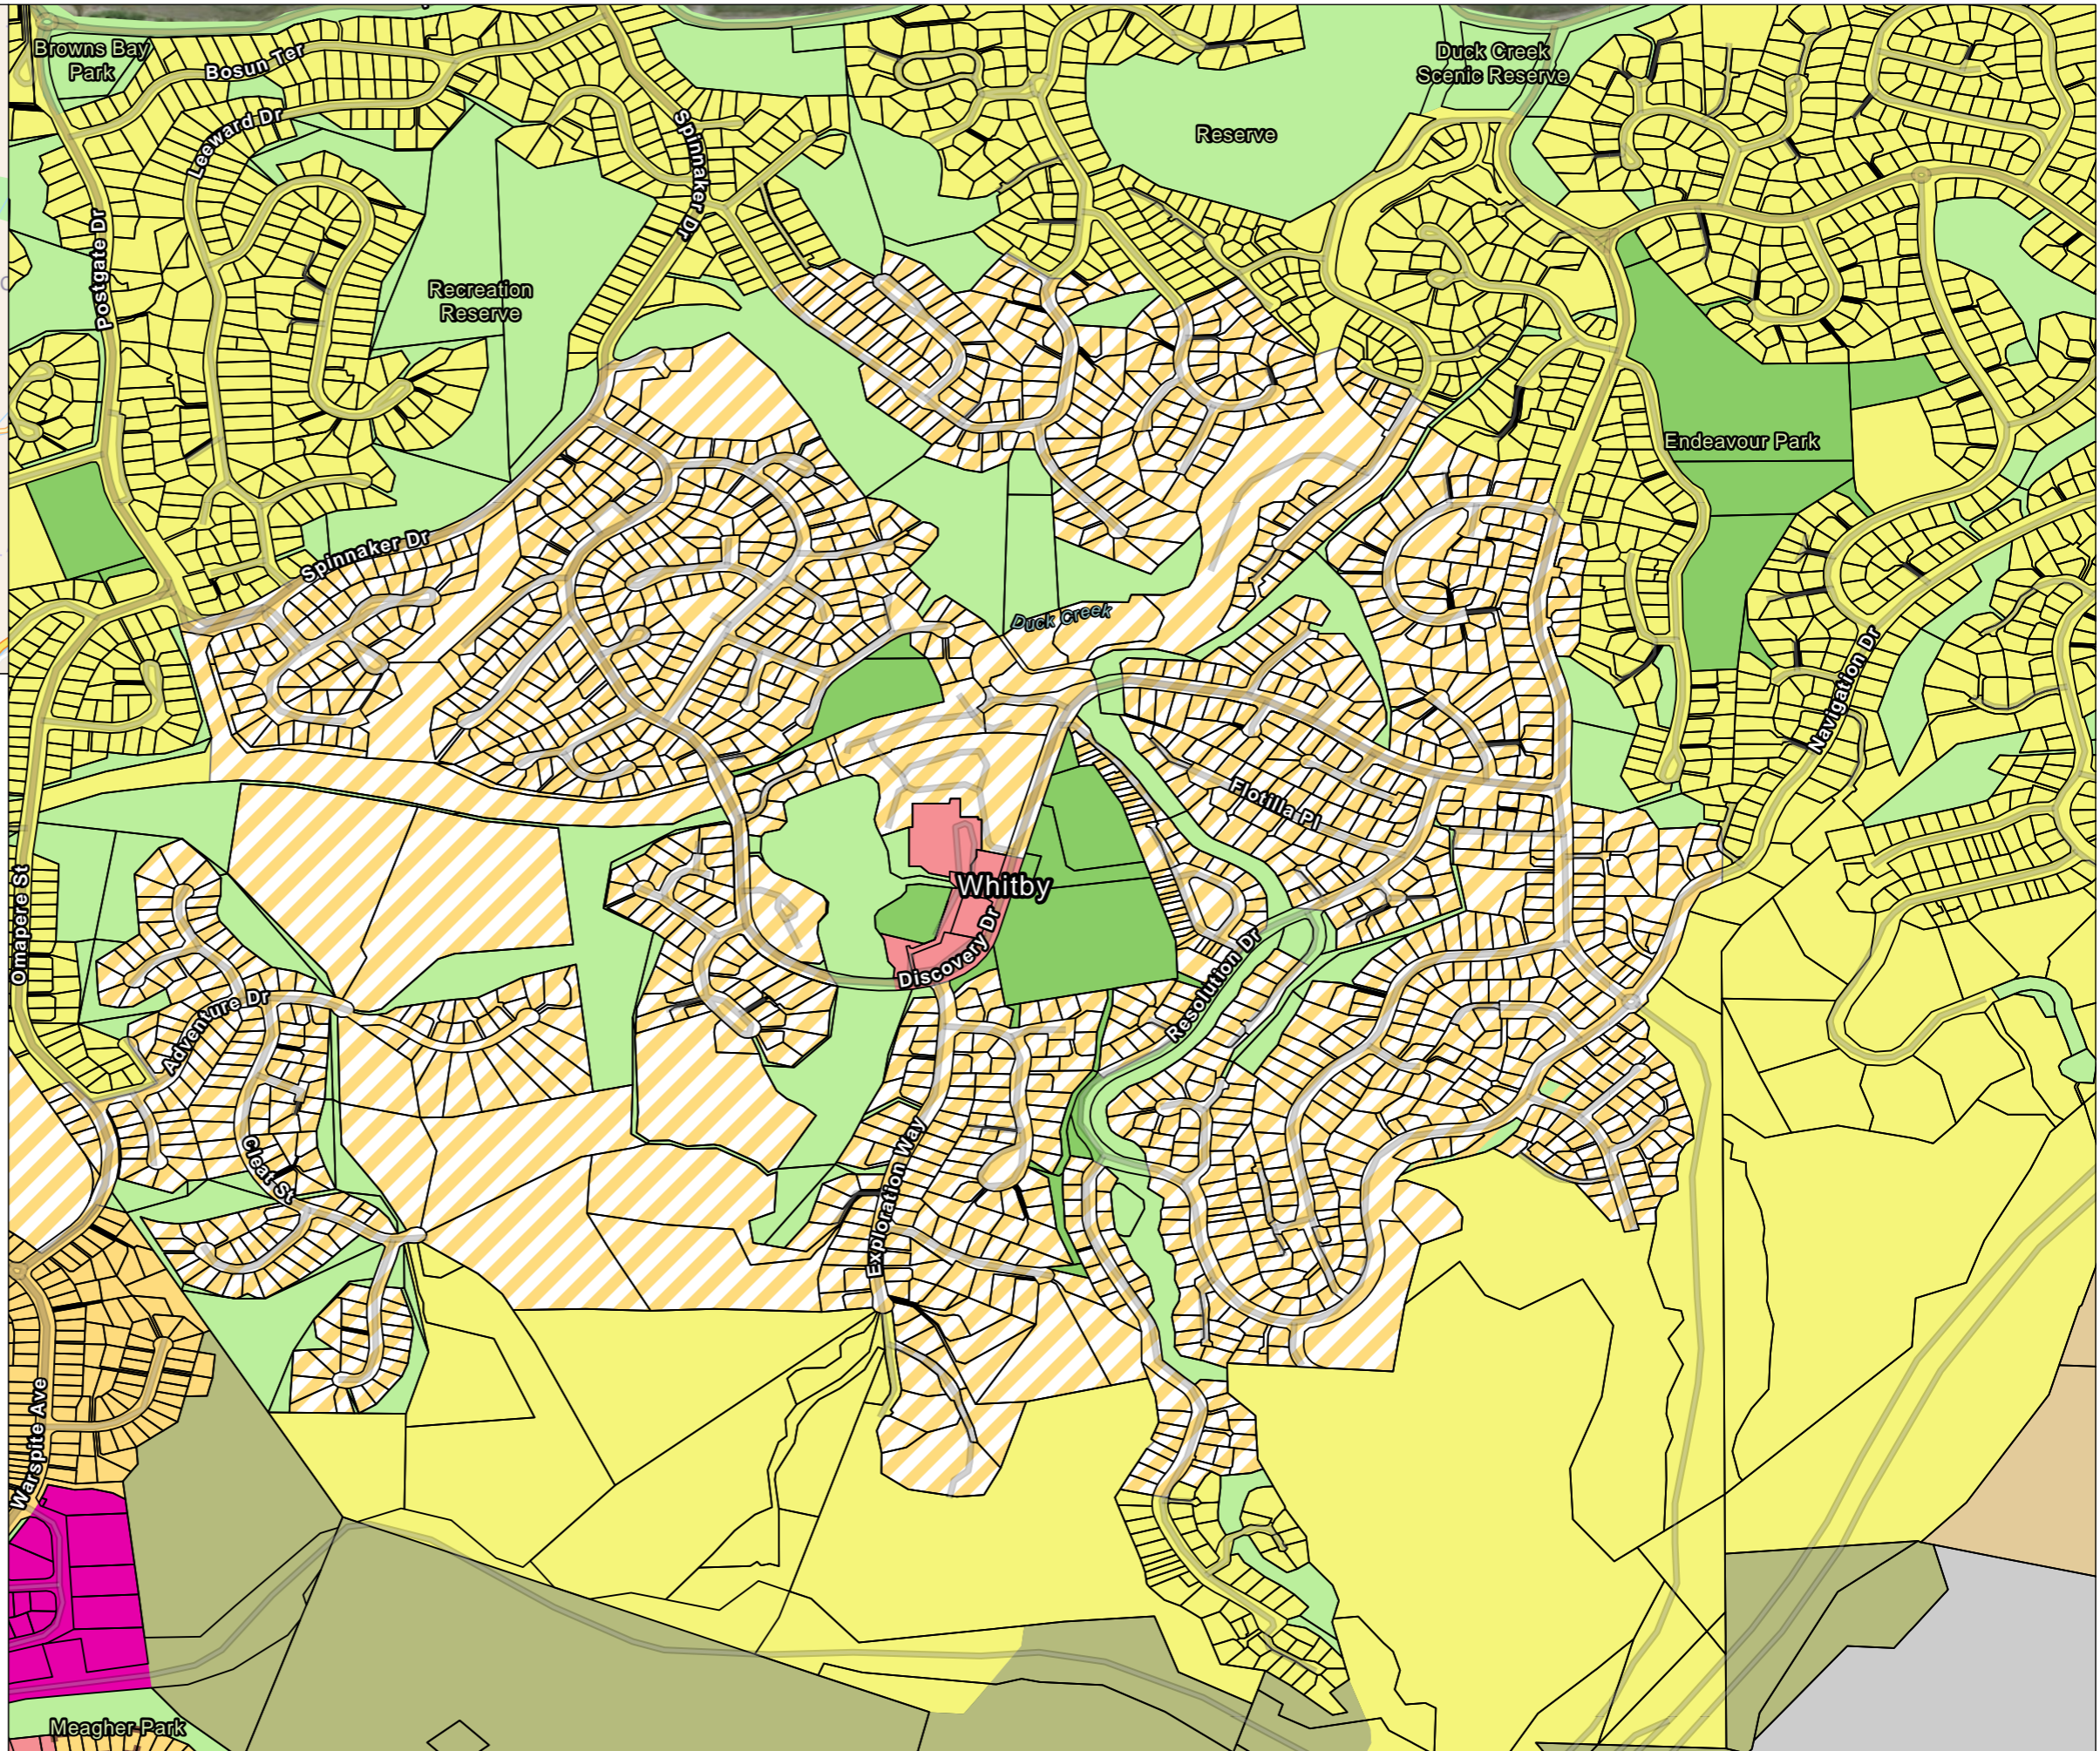 Browns Bay
Park
Bosun Ter
Duck Creek
Scenic Reserve
Leeward Dr
Spinnaker Dr
Reserve
Postgate Dr
Recreation
Reserve
Endeavour Park
Spinnaker Dr
Duck Creek
Navigation Dr
Flotilla Pl
Omapere St
Whitby
Discovery Dr
Resolution Dr
Adventure Dr
Cleat St
Exploration Way
Warspite Ave
Meagher Park